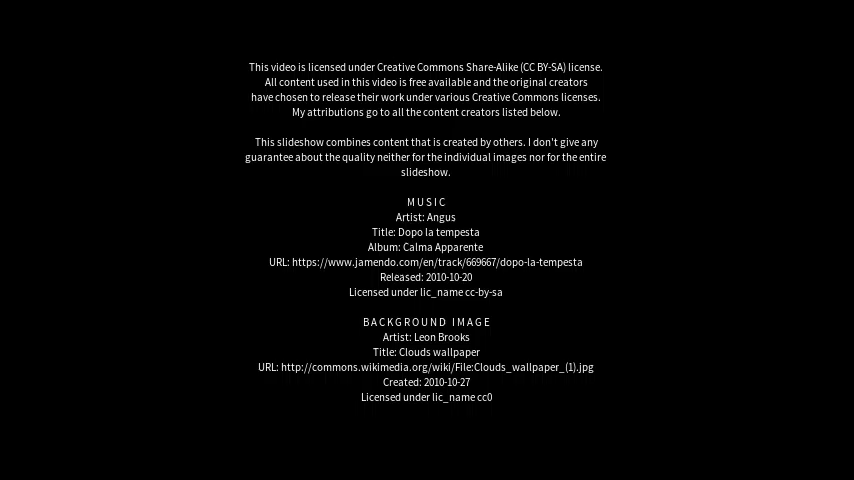 This video is licensed under Creative Commons Share-Alike (CC BY-SA) license.
All content used in this video is free available and the original creators
have chosen to release their work under various Creative Commons licenses.
My attributions go to all the content creators listed below.
This slideshow combines content that is created by others. I don't give any
guarantee about the quality neither for the individual images nor for the entire
slideshow.
MUSIC
Artist: Angus
Title: Dopo la tempesta
Album: Calma Apparente
URL: https://www.jamendo.com/en/track/669667/dopo-la-tempesta
Released: 2010-10-20
Licensed under lic_name cc-by-sa
BACKGROUND IMAGE
Artist: Leon Brooks
Title: Clouds wallpaper
URL: http://commons.wikimedia.org/wiki/File:Clouds_wallpaper_(1).jpg
Created: 2010-10-27
Licensed under lic_name cc0